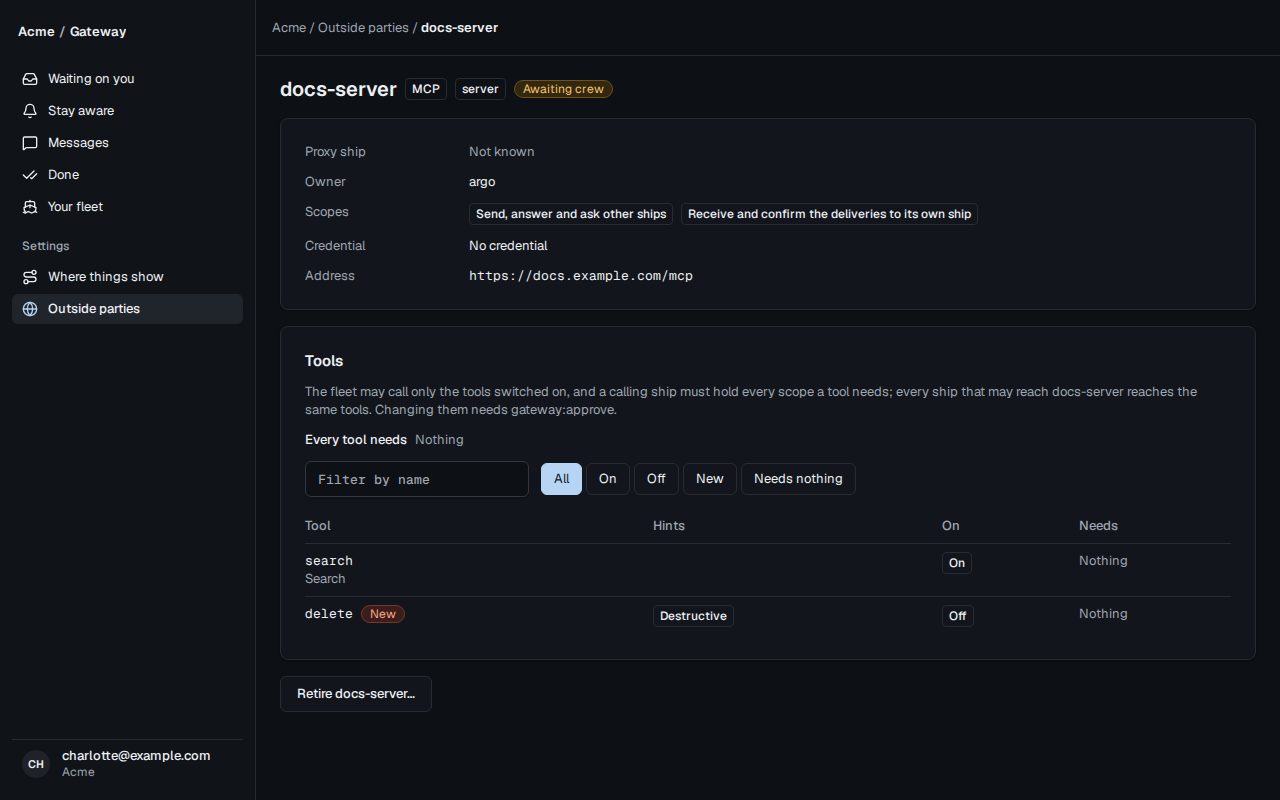 Acme / Gateway
Waiting on you
Stay aware
Messages
Done
Your fleet
Settings
Where things show
Outside parties
CH
charlotte@example.com
Acme
Acme / Outside parties / docs-server
docs-server MCP server Awaiting crew
Proxy ship Not known
Owner argo
Scopes Send, answer and ask other ships Receive and confirm the deliveries to its own ship
Credential No credential
Address https://docs.example.com/mcp
Tools
The fleet may call only the tools switched on, and a calling ship must hold every scope a tool needs; every ship that may reach docs-server reaches the
same tools. Changing them needs gateway:approve.
Every tool needs Nothing
Filter by name All On Off New Needs nothing
Tool Hints On Needs
search On Nothing
Search
delete New Destructive Off Nothing
Retire docs-server...